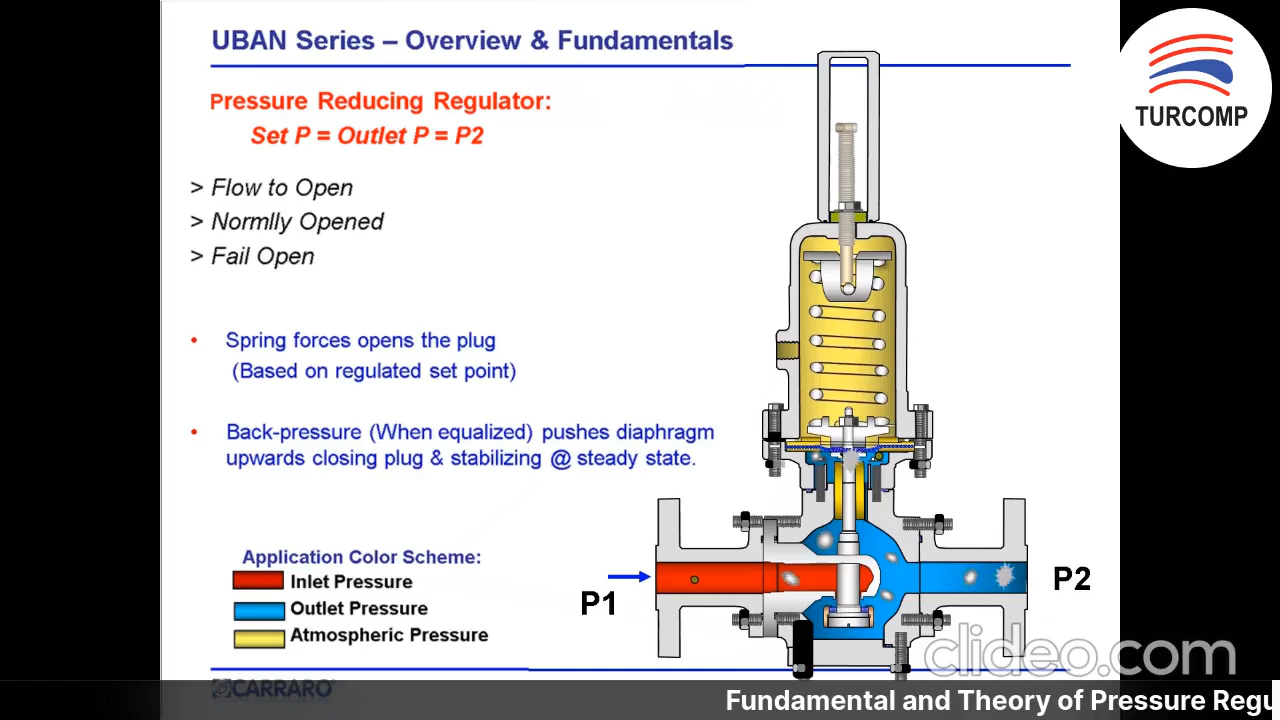 UBAN Series – Overview & Fundamentals
TURCOMP
Pressure Reducing Regulator:
Set P = Outlet P = P2
> Flow to Open
> Normlly Opened
> Fail Open
• Spring forces opens the plug
(Based on regulated set point)
• Back-pressure (When equalized) pushes diaphragm
upwards closing plug & stabilizing @ steady state.
Application Color Scheme:
Inlet Pressure
Outlet Pressure
Atmospheric Pressure
P1
P2
clideo.com
CARRARO
Fundamental and Theory of Pressure Regu